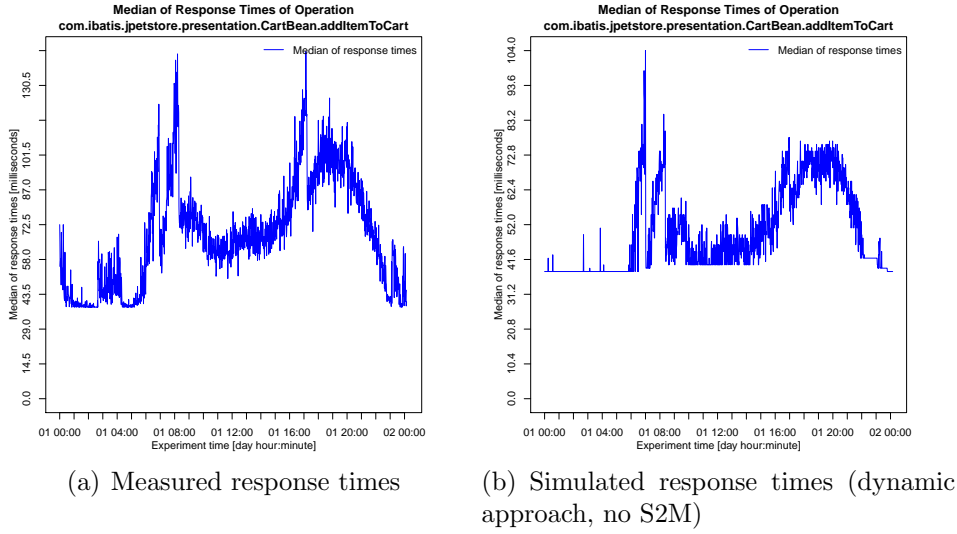 Median of Response Times of Operation
com.ibatis.jpetstore.presentation.CartBean.addItemToCart
Median of response times
Median of response times [milliseconds]
130.5
101.5
87.0
72.5
58.0
43.5
29.0
14.5
0.0
01 00:00 01 04:00 01 08:00 01 12:00 01 16:00 01 20:00 02 00:00
Experiment time [day hour:minute]
(a) Measured response times
Median of Response Times of Operation
com.ibatis.jpetstore.presentation.CartBean.addItemToCart
Median of response times
Median of response times [milliseconds]
104.0
93.6
83.2
72.8
62.4
52.0
41.6
31.2
20.8
10.4
0.0
01 00:00 01 04:00 01 08:00 01 12:00 01 16:00 01 20:00 02 00:00
Experiment time [day hour:minute]
(b) Simulated response times (dynamic
approach, no S2M)